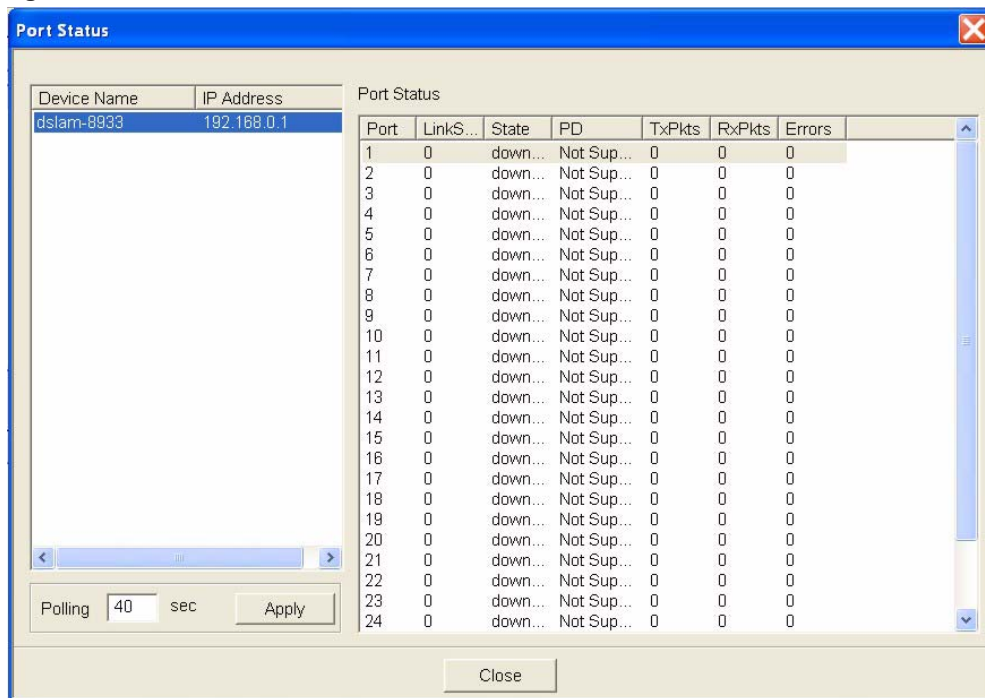 Port Status
Device Name IP Address
dslam-8933 192.168.0.1
Port Status
Port LinkS... State PD TxPkts RxPkts Errors
1 0 down... Not Sup... 0 0 0
2 0 down... Not Sup... 0 0 0
3 0 down... Not Sup... 0 0 0
4 0 down... Not Sup... 0 0 0
5 0 down... Not Sup... 0 0 0
6 0 down... Not Sup... 0 0 0
7 0 down... Not Sup... 0 0 0
8 0 down... Not Sup... 0 0 0
9 0 down... Not Sup... 0 0 0
10 0 down... Not Sup... 0 0 0
11 0 down... Not Sup... 0 0 0
12 0 down... Not Sup... 0 0 0
13 0 down... Not Sup... 0 0 0
14 0 down... Not Sup... 0 0 0
15 0 down... Not Sup... 0 0 0
16 0 down... Not Sup... 0 0 0
17 0 down... Not Sup... 0 0 0
18 0 down... Not Sup... 0 0 0
19 0 down... Not Sup... 0 0 0
20 0 down... Not Sup... 0 0 0
21 0 down... Not Sup... 0 0 0
22 0 down... Not Sup... 0 0 0
23 0 down... Not Sup... 0 0 0
24 0 down... Not Sup... 0 0 0
Polling 40 sec Apply
Close